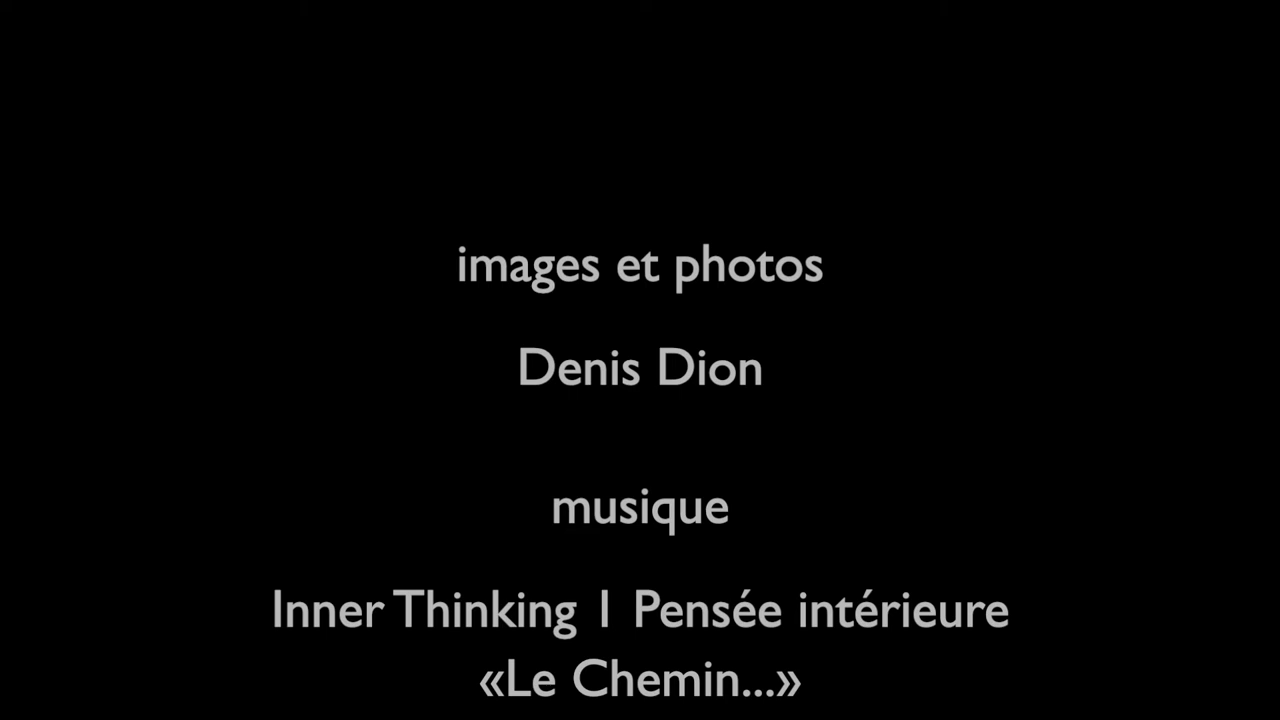 images et photos
Denis Dion
musique
Inner Thinking I Pensée intérieure
«Le Chemin...»